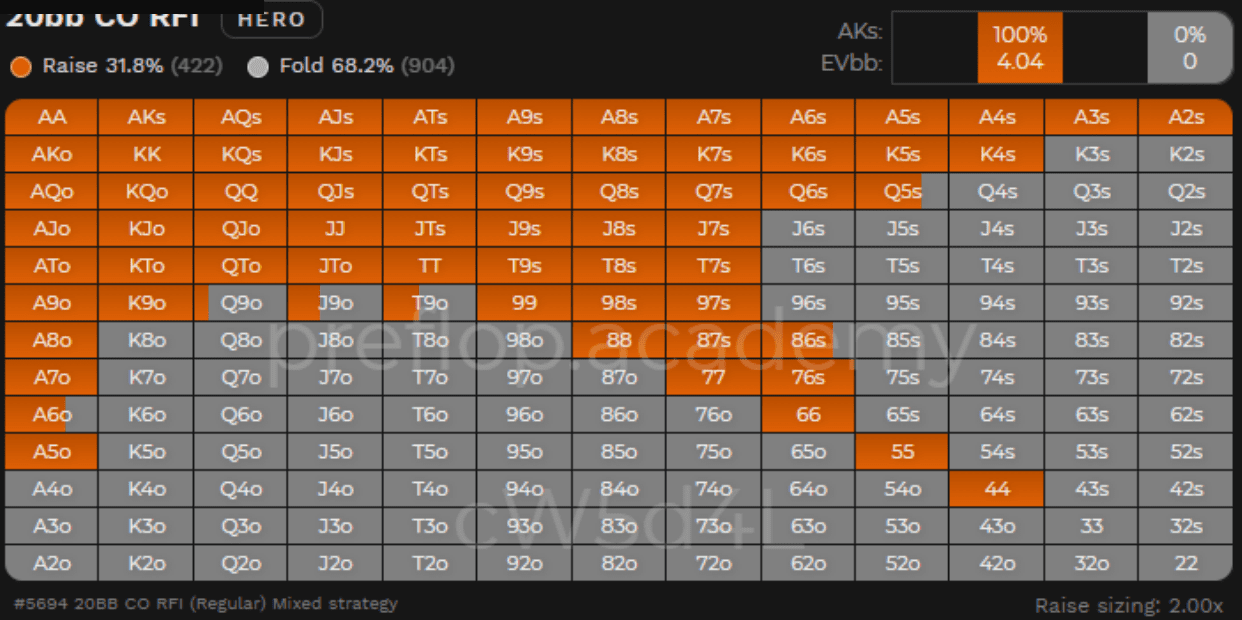 20bb CO RFI HERO
AKs: 100% 0%
EVbb: 4.04 0
Raise 31.8% (422) Fold 68.2% (904)
AA AKs AQs AJs ATs A9s A8s A7s A6s A5s A4s A3s A2s
AKo KK KQs KJs KTs K9s K8s K7s K6s K5s K4s K3s K2s
AQo KQo QQ QJs QTs Q9s Q8s Q7s Q6s Q5s Q4s Q3s Q2s
AJo KJo QJo JJ JTs J9s J8s J7s J6s J5s J4s J3s J2s
ATo KTo QTo JTo TT T9s T8s T7s T6s T5s T4s T3s T2s
A9o K9o Q9o J9o T9o 99 98s 97s 96s 95s 94s 93s 92s
A8o K8o Q8o J8o T8o 98o 88 87s 86s 85s 84s 83s 82s
A7o K7o Q7o J7o T7o 97o 87o 77 76s 75s 74s 73s 72s
A6o K6o Q6o J6o T6o 96o 86o 76o 66 65s 64s 63s 62s
A5o K5o Q5o J5o T5o 95o 85o 75o 65o 55 54s 53s 52s
A4o K4o Q4o J4o T4o 94o 84o 74o 64o 54o 44 43s 42s
A3o K3o Q3o J3o T3o 93o 83o 73o 63o 53o 43o 33 32s
A2o K2o Q2o J2o T2o 92o 82o 72o 62o 52o 42o 32o 22
preflop.academy
cW5d4L
#5694 20BB CO RFI (Regular) Mixed strategy
Raise sizing: 2.00x